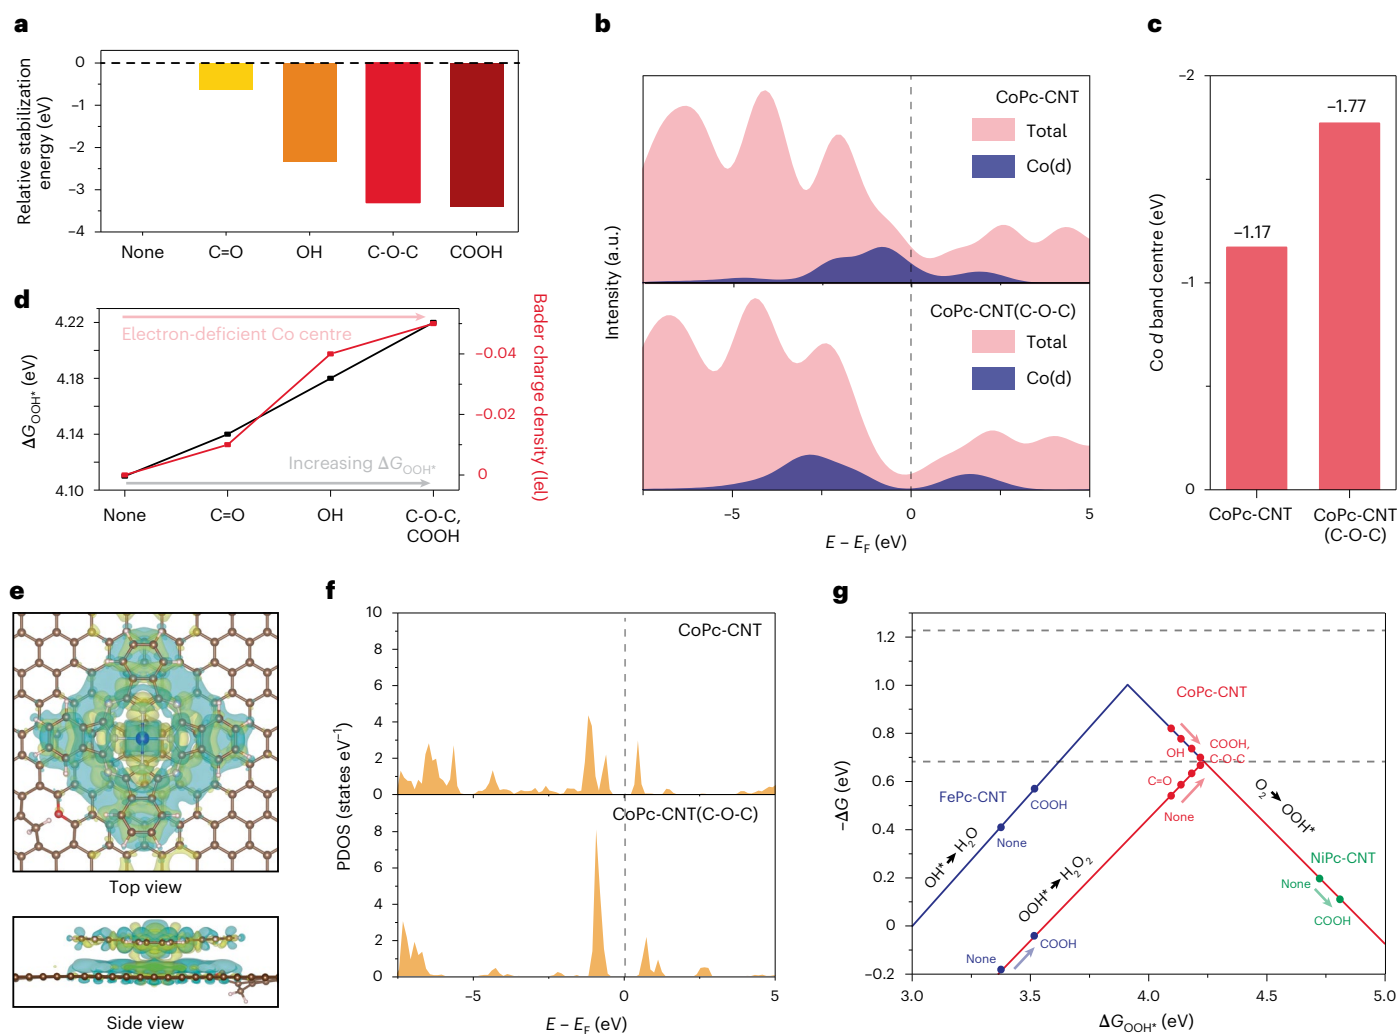 a
Relative stabilization
energy (eV)
0
−1
−2
−3
−4
None
C=O
OH
C-O-C
COOH
b
Intensity (a.u.)
CoPc-CNT
Total
Co(d)
CoPc-CNT(C-O-C)
Total
Co(d)
−5
0
5
E − EF (eV)
c
Co d band centre (eV)
−2
−1
0
−1.17
−1.77
CoPc-CNT
CoPc-CNT
(C-O-C)
d
ΔGOOH* (eV)
4.22
4.18
4.14
4.10
Electron-deficient Co centre
Increasing ΔGOOH*
−0.04
−0.02
0
Bader charge density (lel)
None
C=O
OH
C-O-C,
COOH
e
Top view
Side view
f
PDOS (states eV−1)
10
8
6
4
2
0
CoPc-CNT
8
6
4
2
0
CoPc-CNT(C-O-C)
−5
0
5
E − EF (eV)
g
−ΔG (eV)
1.2
1.0
0.8
0.6
0.4
0.2
0
−0.2
CoPc-CNT
OH
COOH,
C-O-C
C=O
None
FePc-CNT
COOH
None
OH* → H2O
OOH* → H2O2
O2 → OOH*
NiPc-CNT
None
COOH
None
COOH
3.0
3.5
4.0
4.5
5.0
ΔGOOH* (eV)